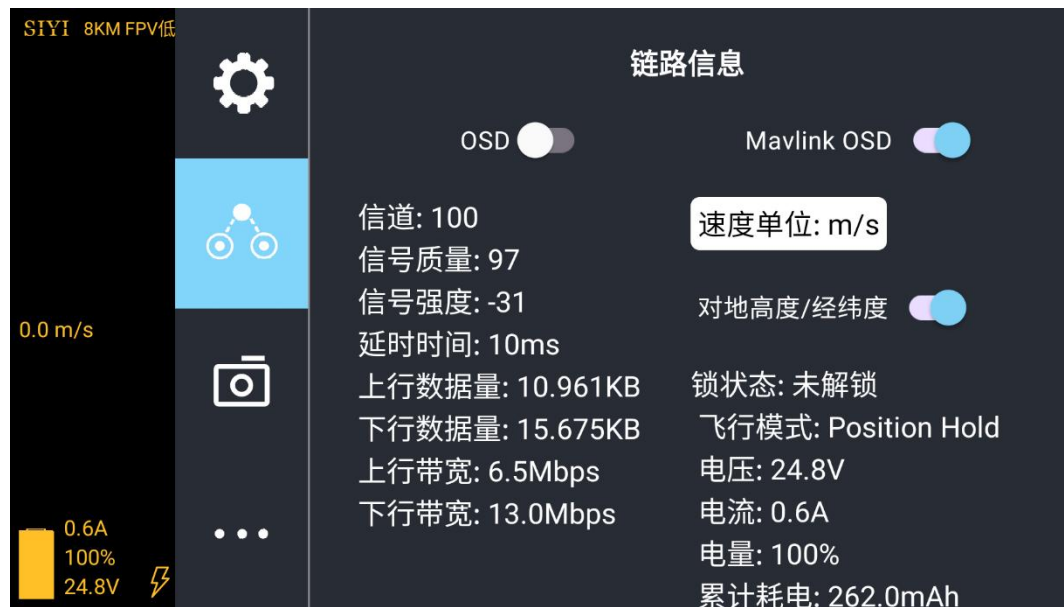 SIYI 8KM FPV低
0.0 m/s
0.6A
100%
24.8V
链路信息
OSD
Mavlink OSD
信道: 100
信号质量: 97
信号强度: -31
延时时间: 10ms
上行数据量: 10.961KB
下行数据量: 15.675KB
上行带宽: 6.5Mbps
下行带宽: 13.0Mbps
速度单位: m/s
对地高度/经纬度
锁状态: 未解锁
飞行模式: Position Hold
电压: 24.8V
电流: 0.6A
电量: 100%
累计耗电: 262.0mAh